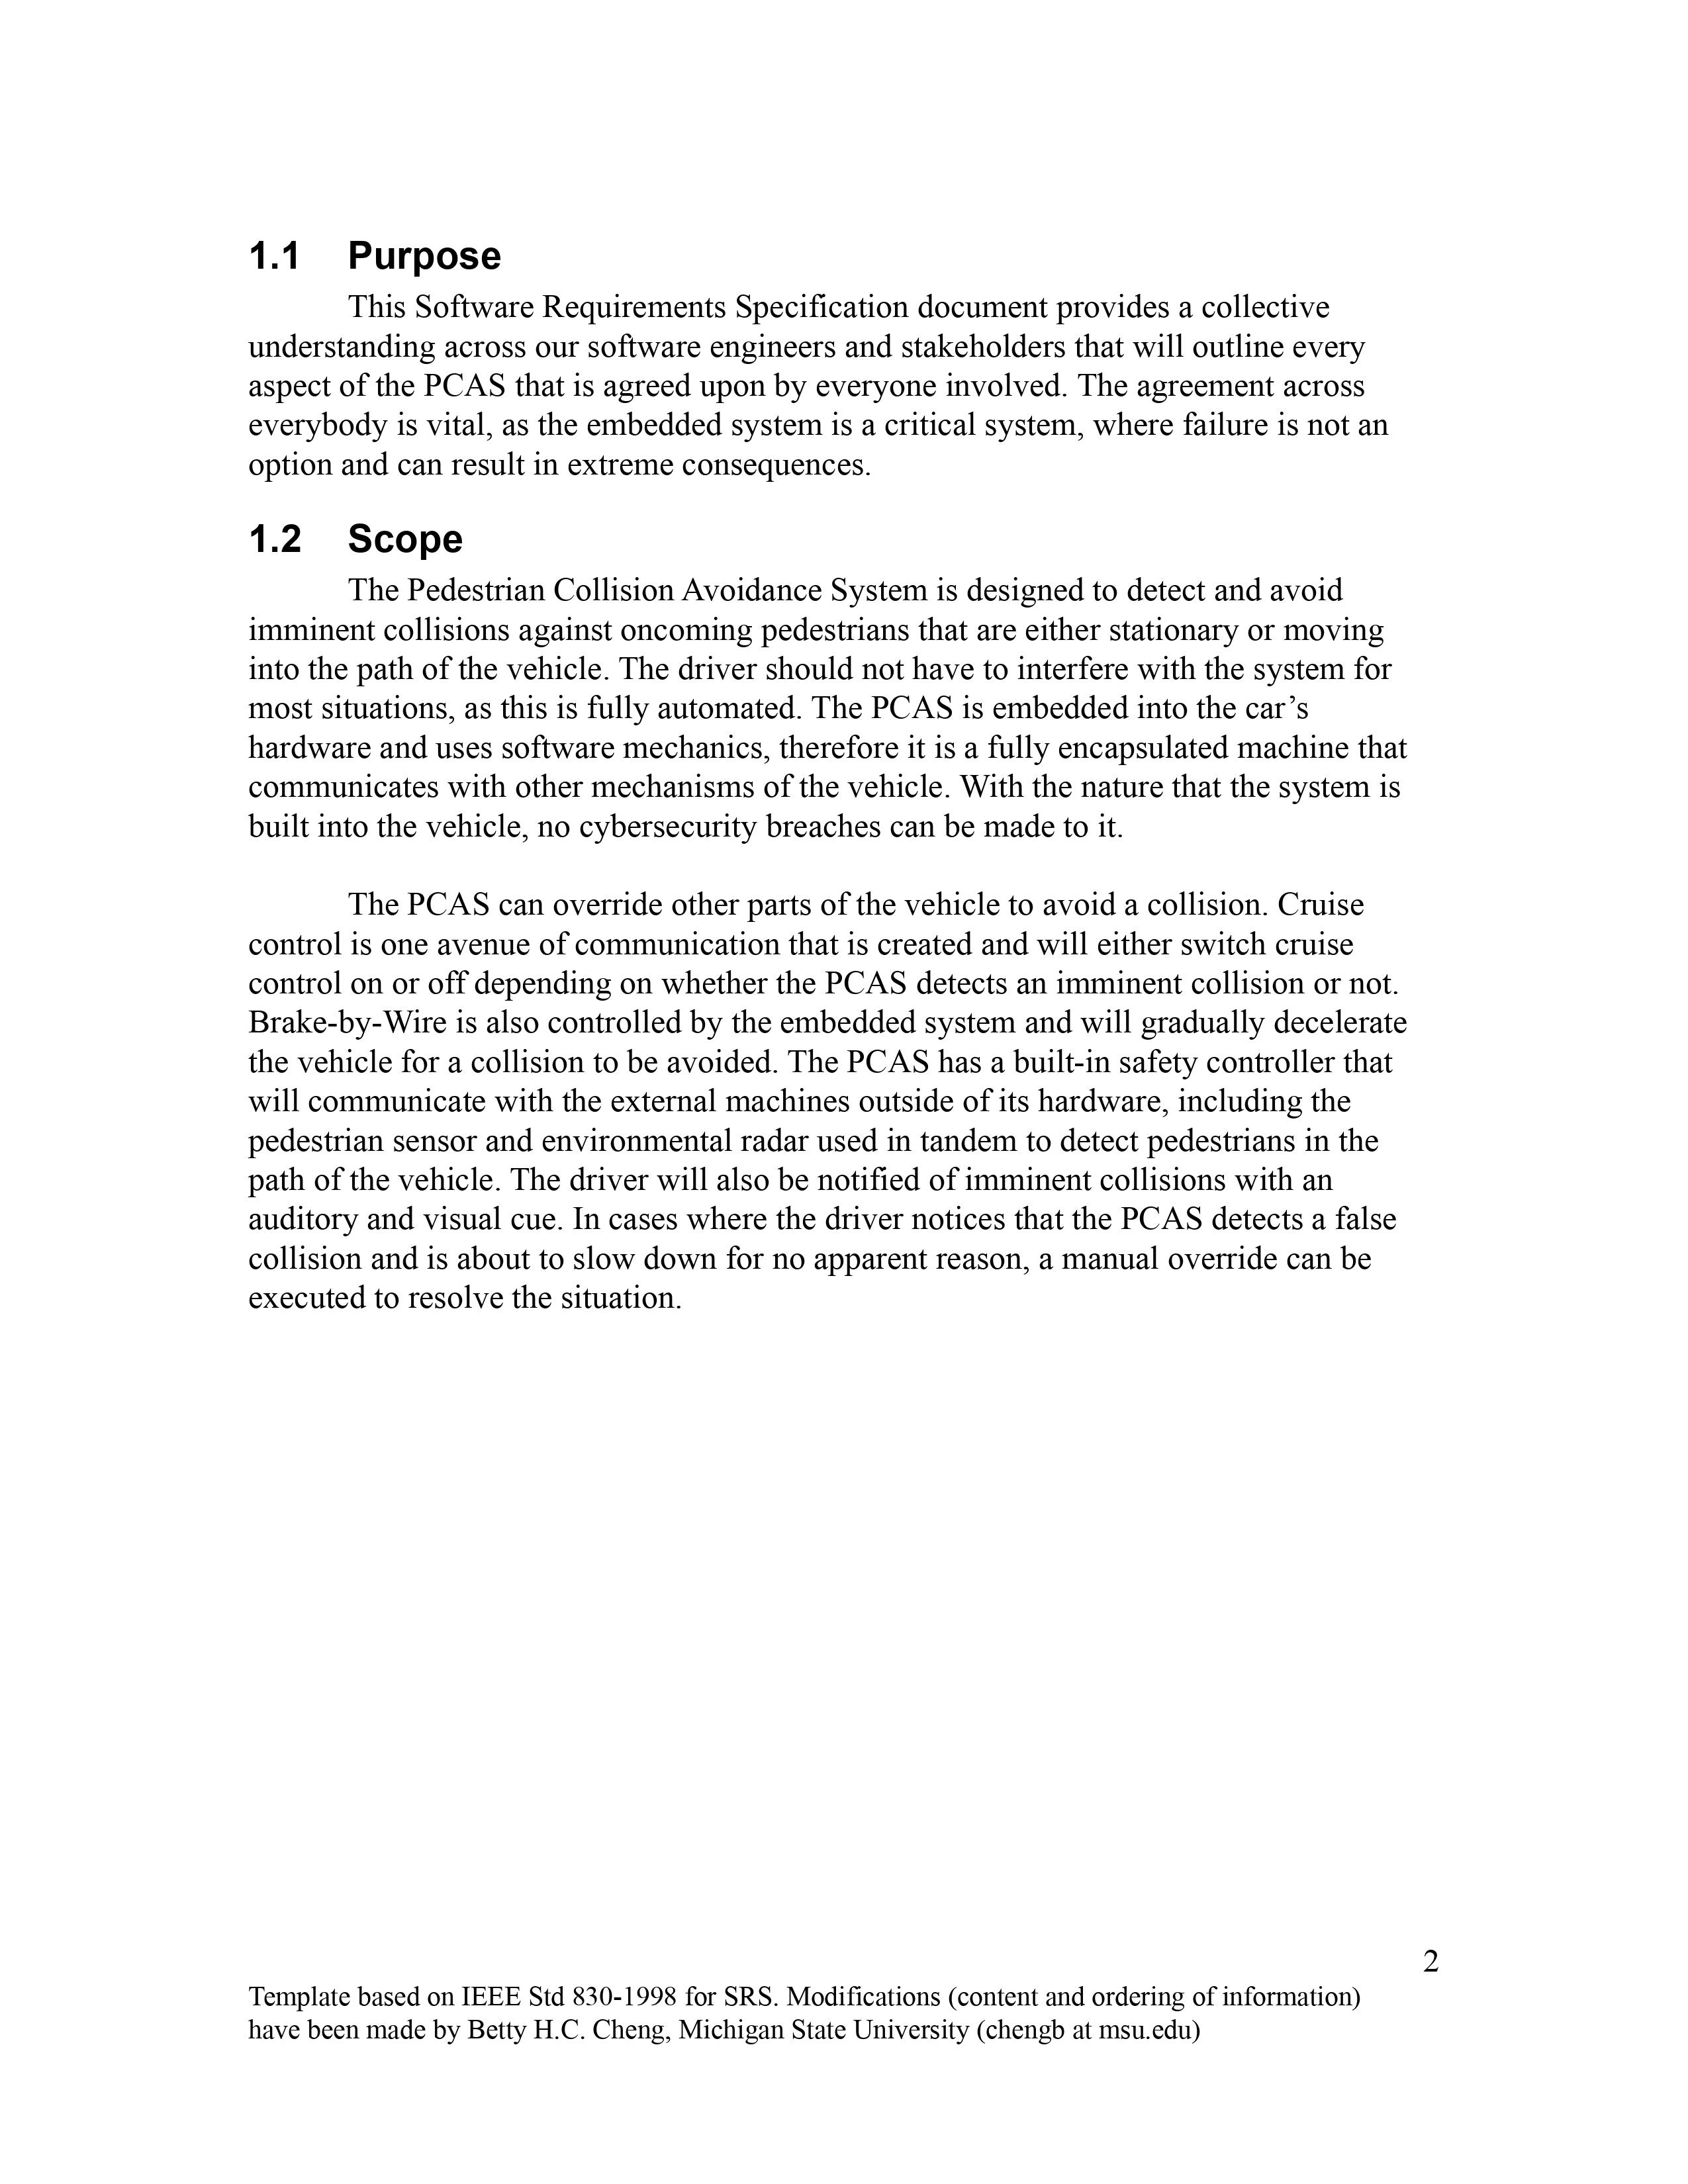 1.1 Purpose
This Software Requirements Specification document provides a collective
understanding across our software engineers and stakeholders that will outline every
aspect of the PCAS that is agreed upon by everyone involved. The agreement across
everybody is vital, as the embedded system is a critical system, where failure is not an
option and can result in extreme consequences.
1.2 Scope
The Pedestrian Collision Avoidance System is designed to detect and avoid
imminent collisions against oncoming pedestrians that are either stationary or moving
into the path of the vehicle. The driver should not have to interfere with the system for
most situations, as this is fully automated. The PCAS is embedded into the car’s
hardware and uses software mechanics, therefore it is a fully encapsulated machine that
communicates with other mechanisms of the vehicle. With the nature that the system is
built into the vehicle, no cybersecurity breaches can be made to it.
The PCAS can override other parts of the vehicle to avoid a collision. Cruise
control is one avenue of communication that is created and will either switch cruise
control on or off depending on whether the PCAS detects an imminent collision or not.
Brake-by-Wire is also controlled by the embedded system and will gradually decelerate
the vehicle for a collision to be avoided. The PCAS has a built-in safety controller that
will communicate with the external machines outside of its hardware, including the
pedestrian sensor and environmental radar used in tandem to detect pedestrians in the
path of the vehicle. The driver will also be notified of imminent collisions with an
auditory and visual cue. In cases where the driver notices that the PCAS detects a false
collision and is about to slow down for no apparent reason, a manual override can be
executed to resolve the situation.
2
Template based on IEEE Std 830-1998 for SRS. Modifications (content and ordering of information)
have been made by Betty H.C. Cheng, Michigan State University (chengb at msu.edu)